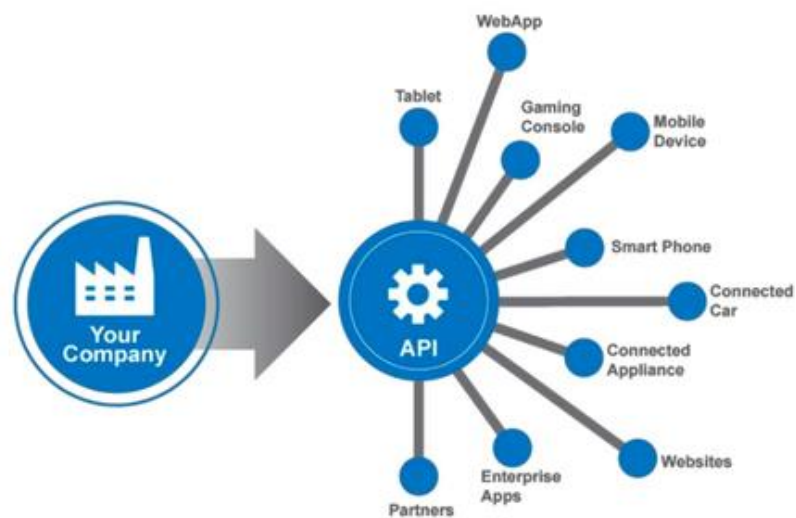 WebApp
Tablet
Gaming
Console
Mobile
Device
Smart Phone
Your
Company
API
Connected
Car
Connected
Appliance
Websites
Enterprise
Apps
Partners